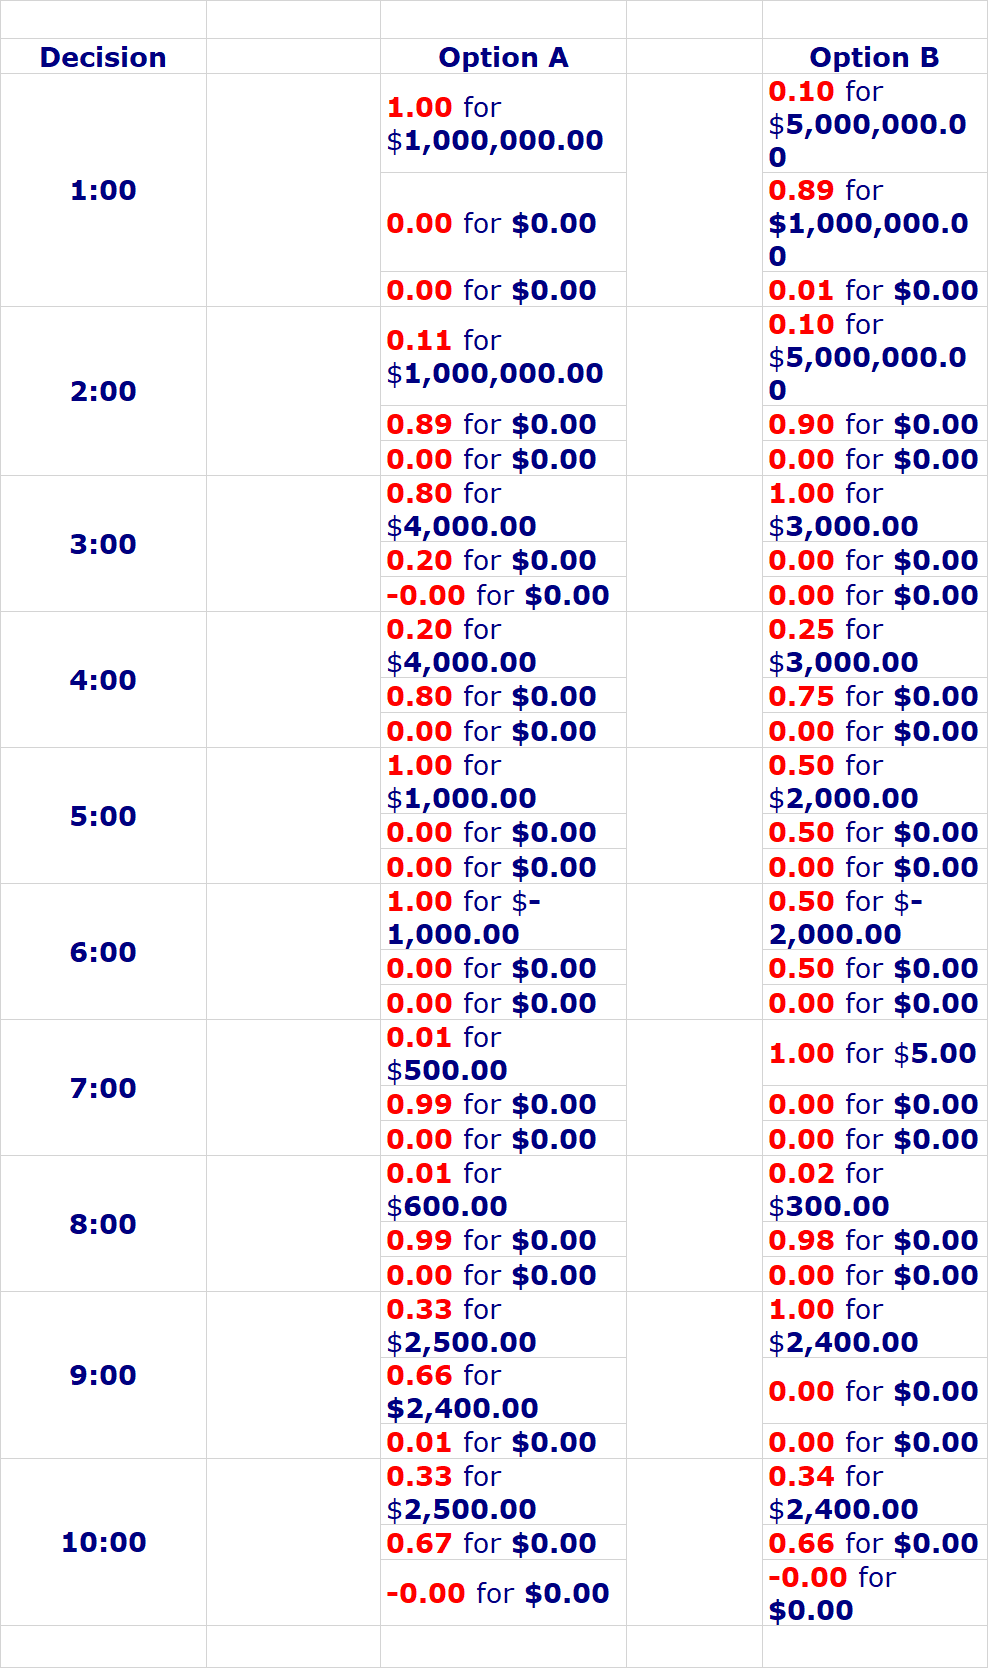 Decision Option A Option B
1:00
1.00 for
$1,000,000.00
0.10 for
$5,000,000.0
0
0.00 for $0.00
0.89 for
$1,000,000.0
0
0.00 for $0.00
0.01 for $0.00
2:00
0.11 for
$1,000,000.00
0.10 for
$5,000,000.0
0
0.89 for $0.00
0.90 for $0.00
0.00 for $0.00
0.00 for $0.00
3:00
0.80 for
$4,000.00
1.00 for
$3,000.00
0.20 for $0.00
0.00 for $0.00
-0.00 for $0.00
0.00 for $0.00
4:00
0.20 for
$4,000.00
0.25 for
$3,000.00
0.80 for $0.00
0.75 for $0.00
0.00 for $0.00
0.00 for $0.00
5:00
1.00 for
$1,000.00
0.50 for
$2,000.00
0.00 for $0.00
0.50 for $0.00
0.00 for $0.00
0.00 for $0.00
6:00
1.00 for $-
1,000.00
0.50 for $-
2,000.00
0.00 for $0.00
0.50 for $0.00
0.00 for $0.00
0.00 for $0.00
7:00
0.01 for
$500.00
1.00 for $5.00
0.99 for $0.00
0.00 for $0.00
0.00 for $0.00
0.00 for $0.00
8:00
0.01 for
$600.00
0.02 for
$300.00
0.99 for $0.00
0.98 for $0.00
0.00 for $0.00
0.00 for $0.00
9:00
0.33 for
$2,500.00
1.00 for
$2,400.00
0.66 for
$2,400.00
0.00 for $0.00
0.01 for $0.00
0.00 for $0.00
10:00
0.33 for
$2,500.00
0.34 for
$2,400.00
0.67 for $0.00
0.66 for $0.00
-0.00 for $0.00
-0.00 for
$0.00